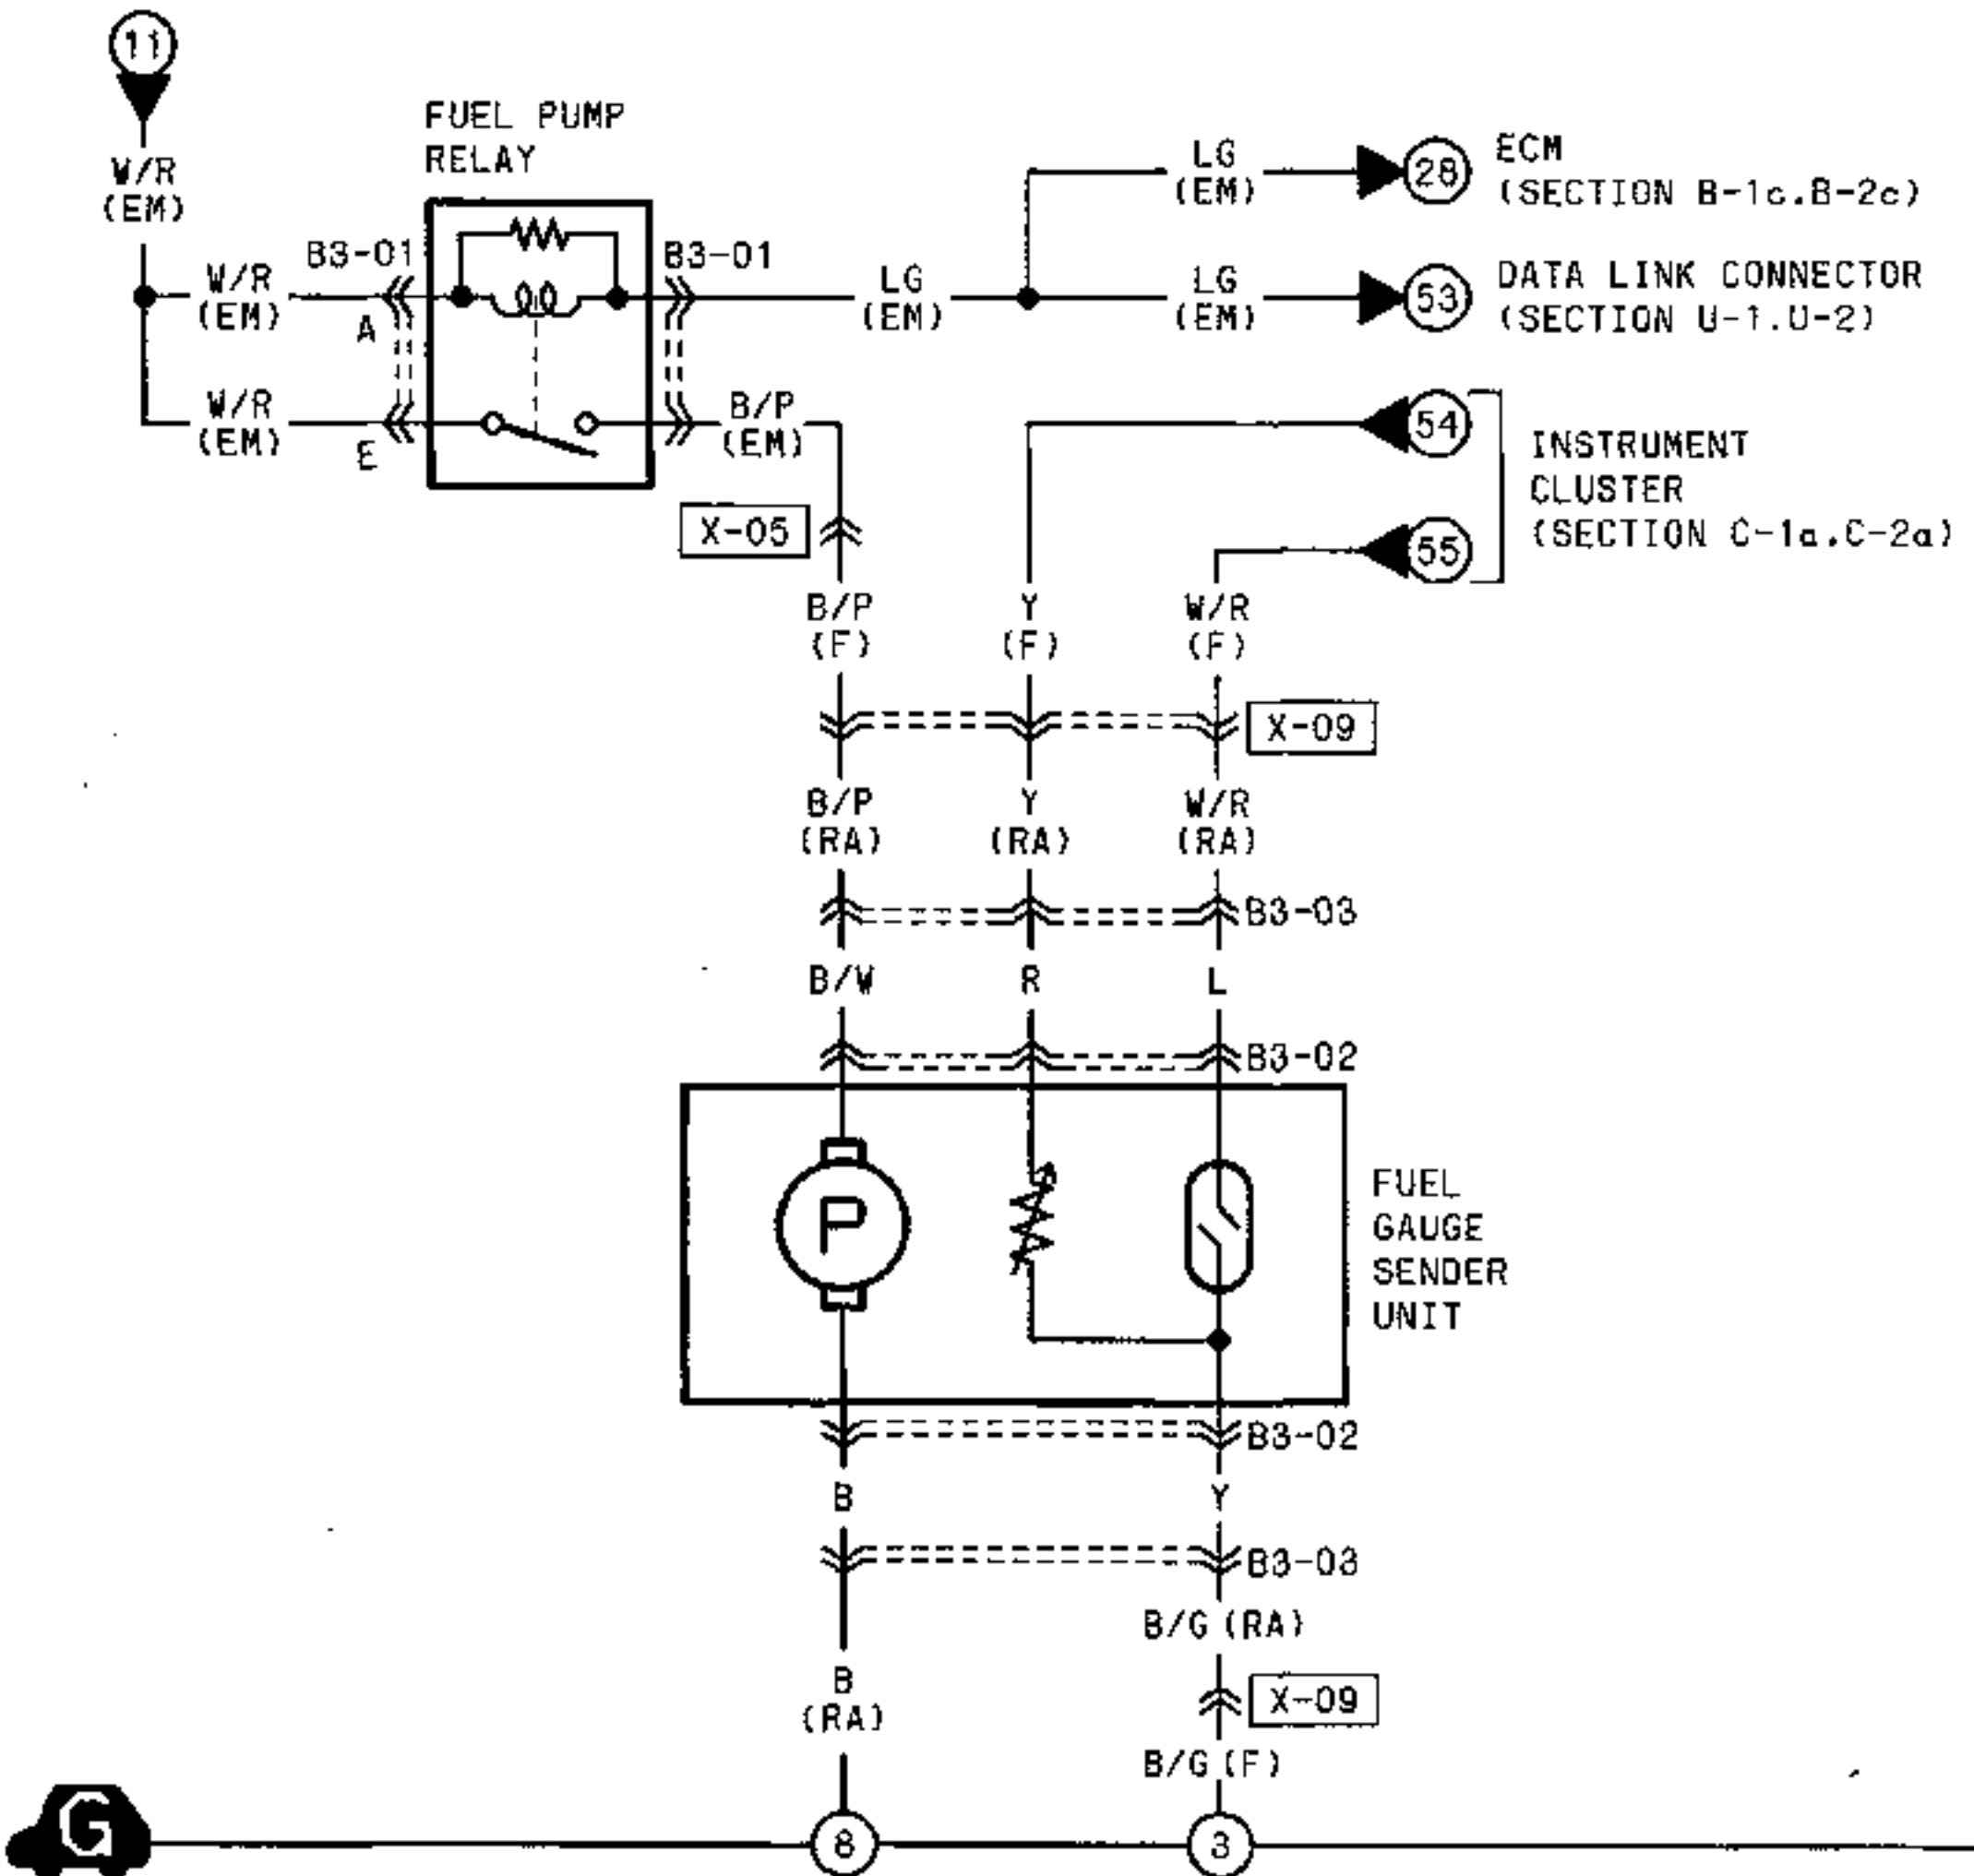 11
FUEL PUMP
RELAY
W/R
(EM)
LG
(EM)
28
ECM
(SECTION B-1c.B-2c)
B3-01
B3-01
W/R
(EM)
A
LG
(EM)
LG
(EM)
53
DATA LINK CONNECTOR
(SECTION U-1.U-2)
W/R
(EM)
E
B/P
(EM)
54
INSTRUMENT
CLUSTER
(SECTION C-1a.C-2a)
55
X-05
B/P
(F)
Y
(F)
W/R
(F)
X-09
B/P
(RA)
Y
(RA)
W/R
(RA)
B3-03
B/W
R
L
B3-02
P
FUEL
GAUGE
SENDER
UNIT
B3-02
B
Y
B3-03
B/G (RA)
B
(RA)
X-09
B/G (F)
G
8
3